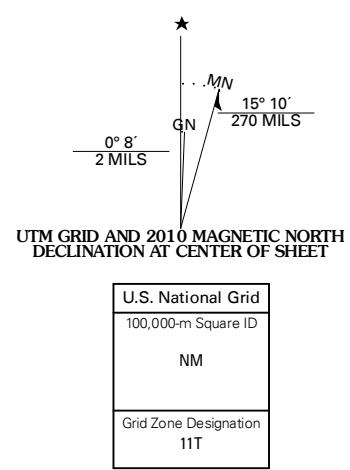 MN
15° 10´
270 MILS
GN
0° 8´
2 MILS
UTM GRID AND 2010 MAGNETIC NORTH
DECLINATION AT CENTER OF SHEET
U.S. National Grid
100,000-m Square ID
NM
Grid Zone Designation
11T